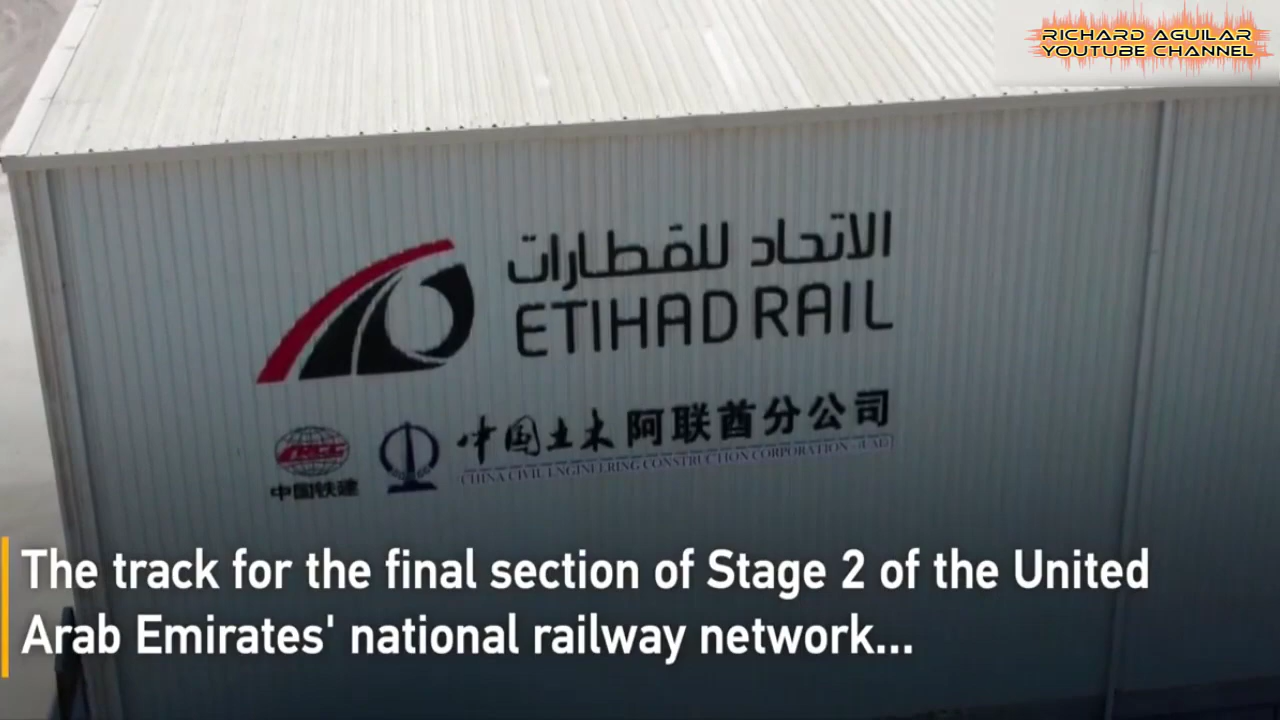 RICHARD AGUILAR
YOUTUBE CHANNEL
الاتحاد للقطارات
ETIHAD RAIL
CRCC
中国铁建
中国土木阿联酋分公司
CHINA CIVIL ENGINEERING CONSTRUCTION CORPORATION - (UAE)
The track for the final section of Stage 2 of the United
Arab Emirates' national railway network...